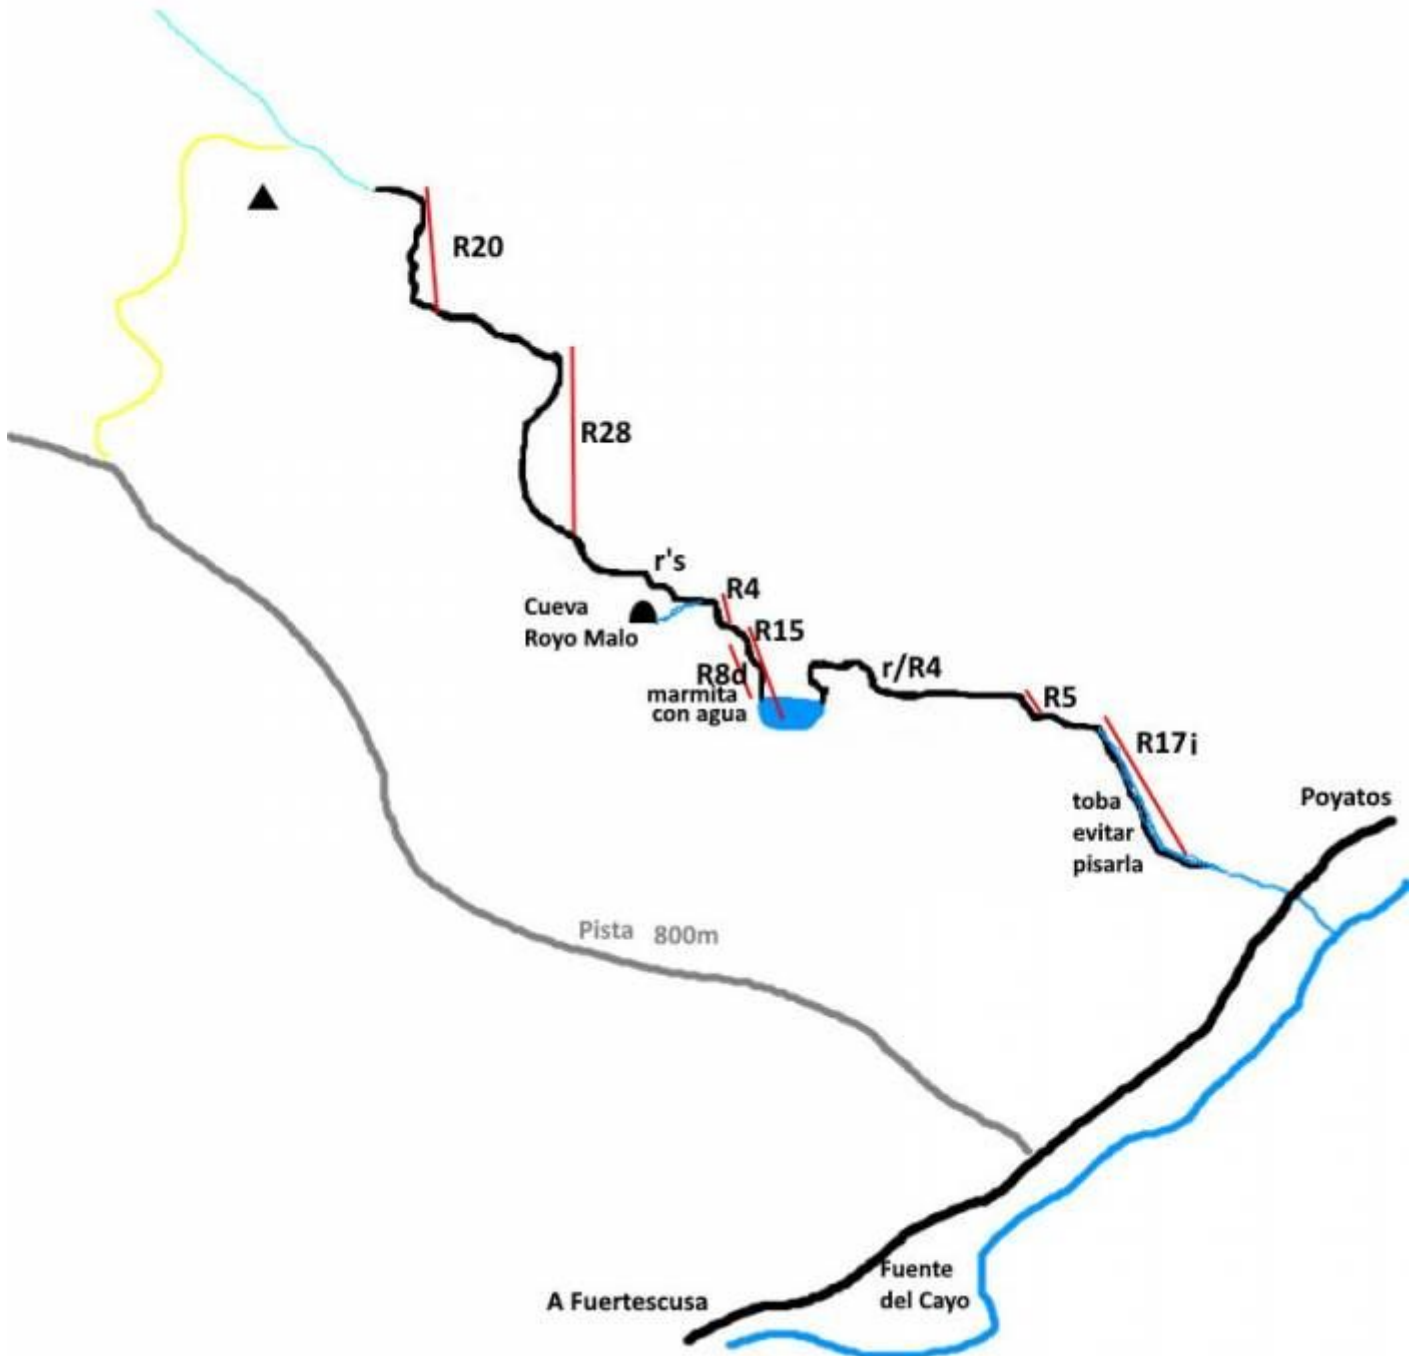 R20
R28
r's
R4
Cueva
Royo Malo
R15
R8d
marmita
con agua
r/R4
R5
R17i
toba
evitar
pisarla
Poyatos
Pista 800m
Fuente
del Cayo
A Fuertescusa